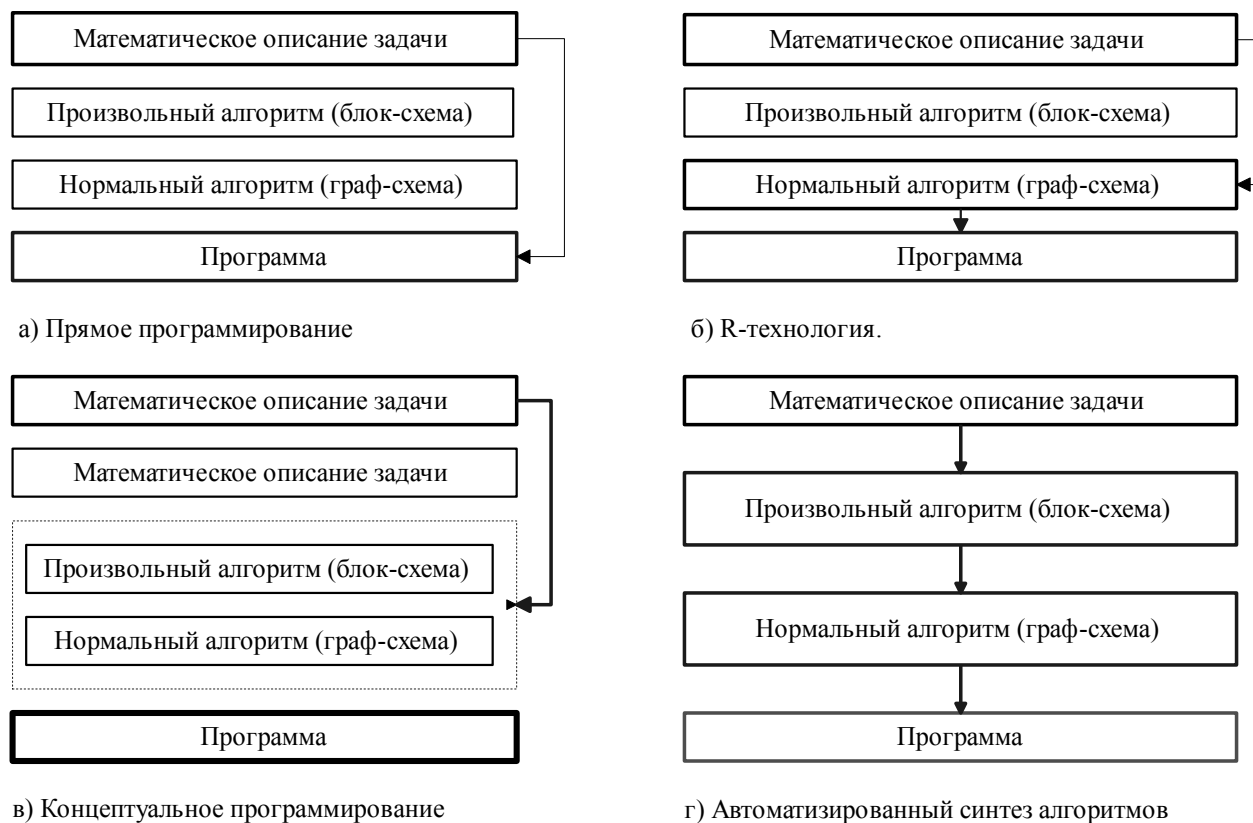 Математическое описание задачи
Произвольный алгоритм (блок-схема)
Нормальный алгоритм (граф-схема)
Программа
а) Прямое программирование
Математическое описание задачи
Произвольный алгоритм (блок-схема)
Нормальный алгоритм (граф-схема)
Программа
б) R-технология.
Математическое описание задачи
Математическое описание задачи
Произвольный алгоритм (блок-схема)
Нормальный алгоритм (граф-схема)
Программа
в) Концептуальное программирование
Математическое описание задачи
Произвольный алгоритм (блок-схема)
Нормальный алгоритм (граф-схема)
Программа
г) Автоматизированный синтез алгоритмов